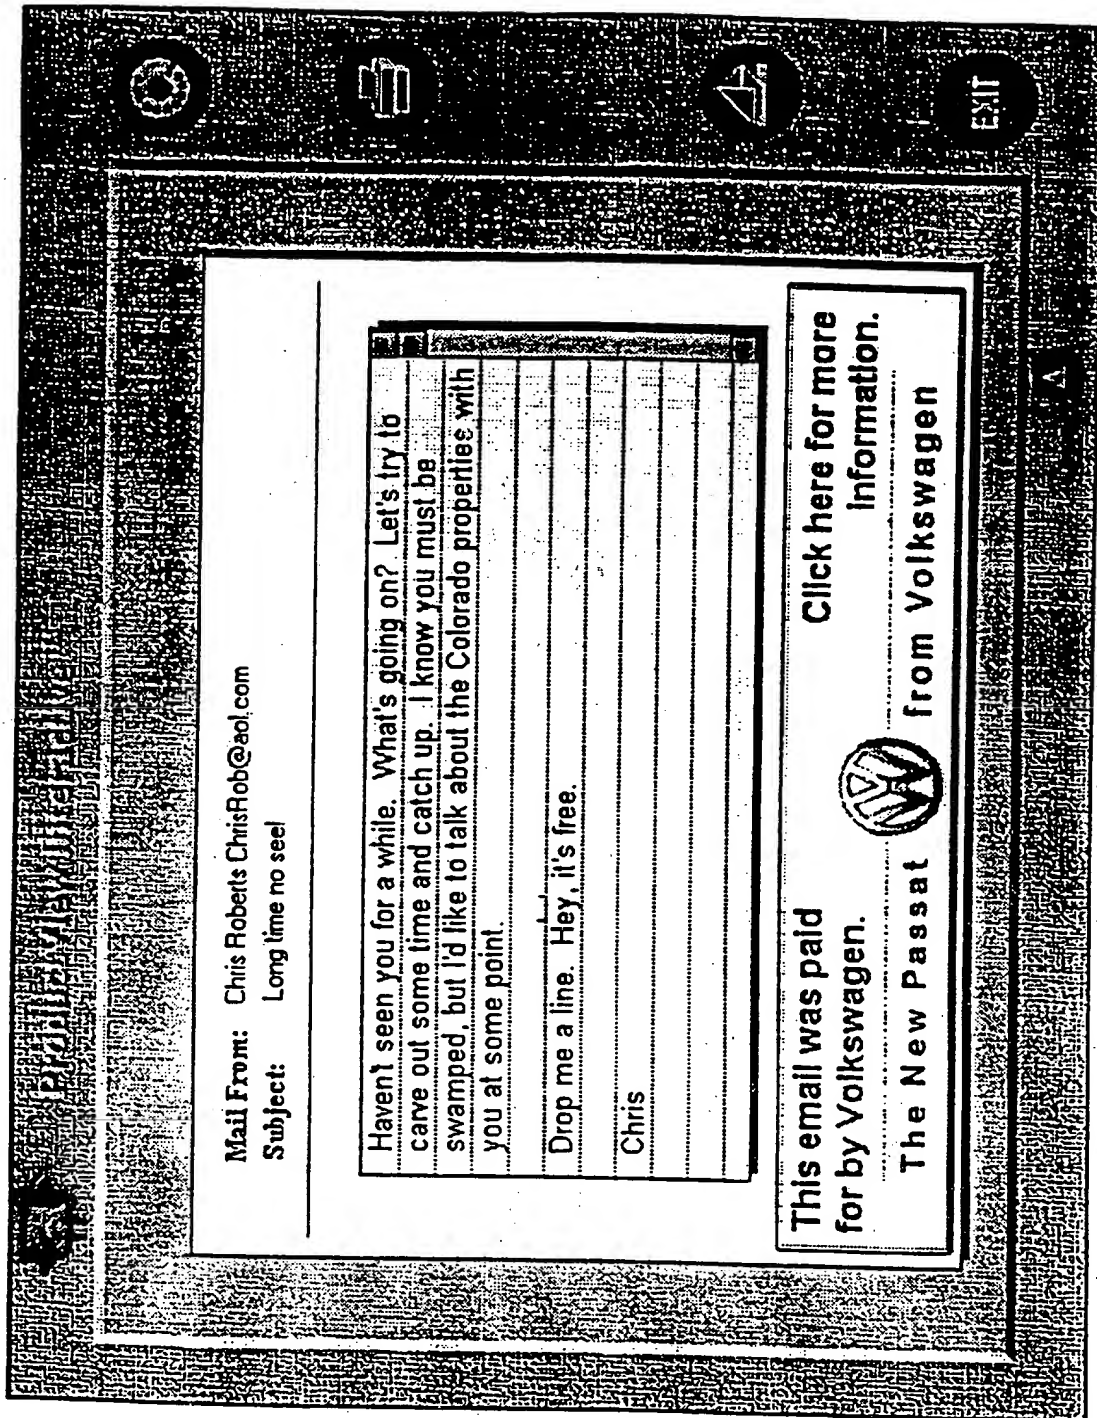 Mail From: Chris Roberts ChrisRob@aol.com
Subject: Long time no see!
Haven't seen you for a while. What's going on? Let's try to
carve out some time and catch up. I know you must be
swamped, but I'd like to talk about the Colorado properties with
you at some point.
Drop me a line. Hey, it's free.
Chris
This email was paid
for by Volkswagen.
Click here for more
Information.
The New Passat
from Volkswagen
EXIT